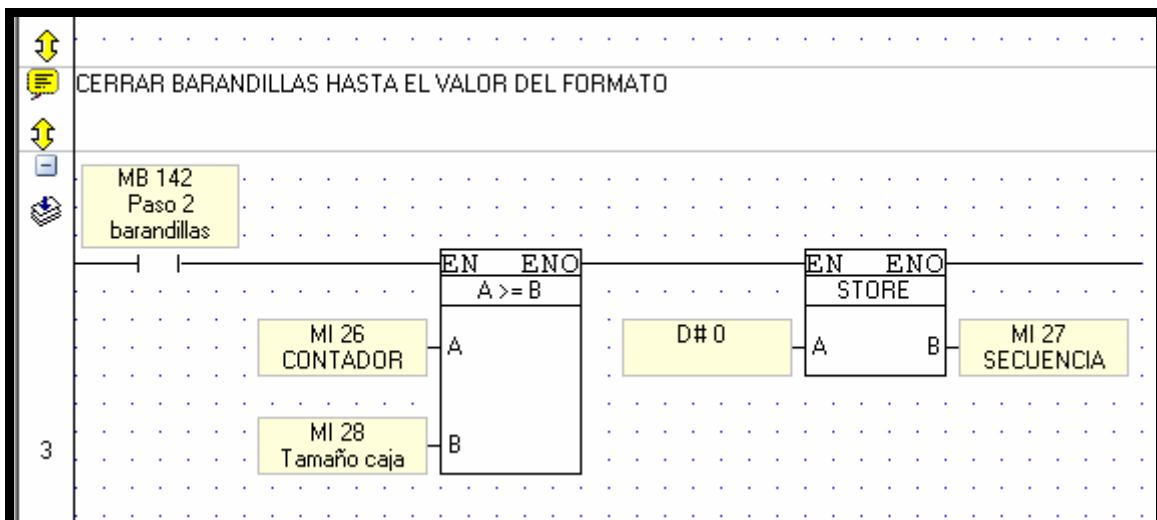 CERRAR BARANDILLAS HASTA EL VALOR DEL FORMATO
MB 142
Paso 2
barandillas
EN ENO
A >= B
MI 26
CONTADOR
A
MI 28
Tamaño caja
B
EN ENO
STORE
D# 0
A
B
MI 27
SECUENCIA
3